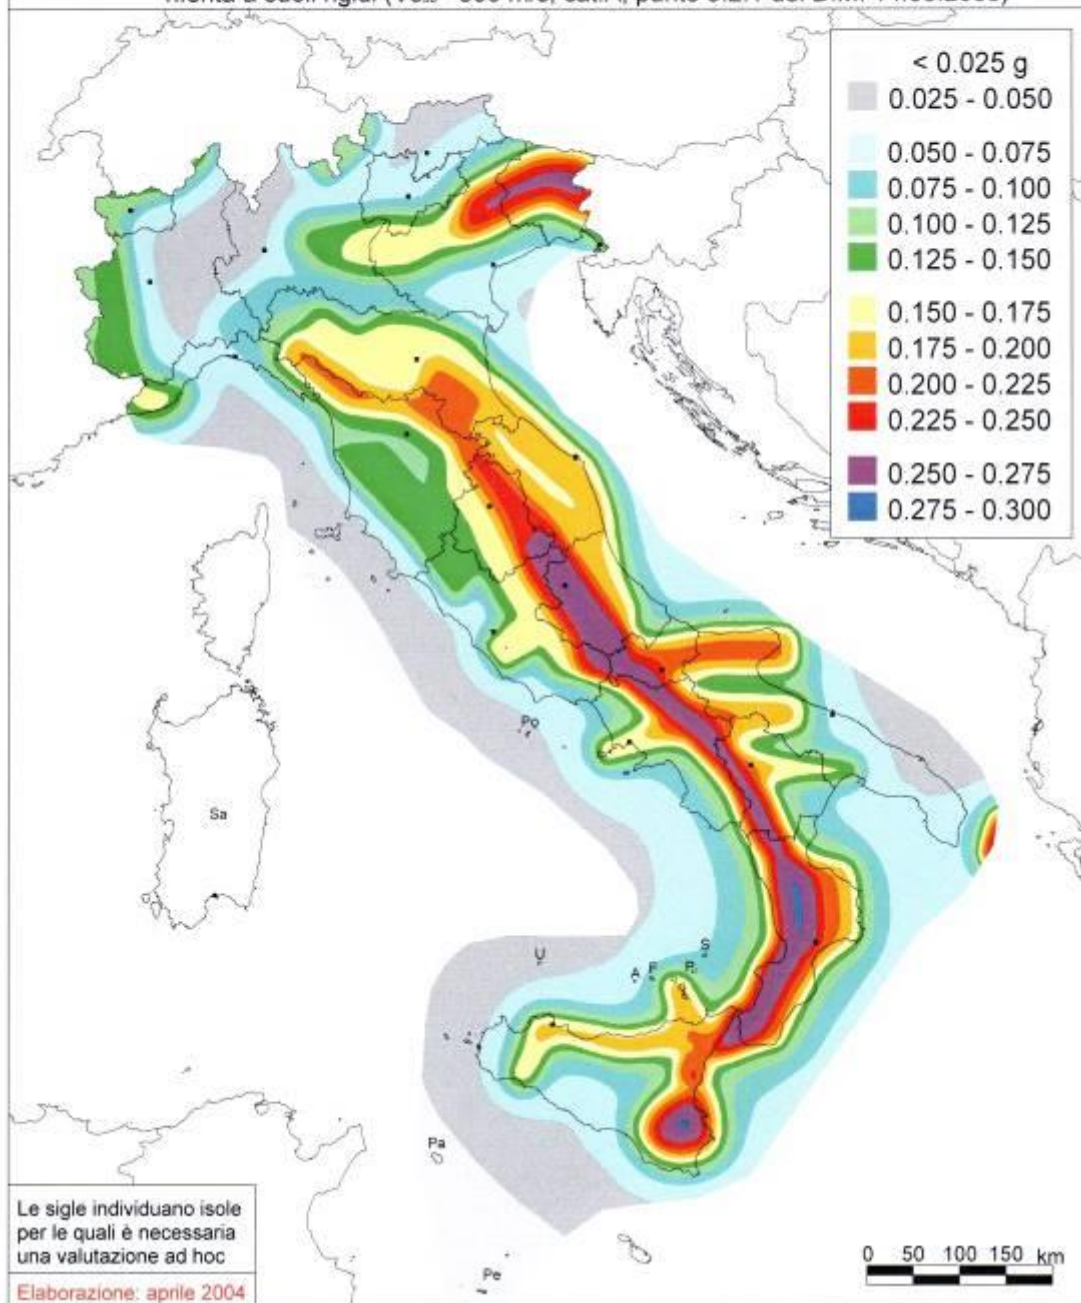 < 0.025 g
0.025 - 0.050
0.050 - 0.075
0.075 - 0.100
0.100 - 0.125
0.125 - 0.150
0.150 - 0.175
0.175 - 0.200
0.200 - 0.225
0.225 - 0.250
0.250 - 0.275
0.275 - 0.300
Po
Sa
U
S
A
F
P
Pa
Pe
Le sigle individuano isole
per le quali è necessaria
una valutazione ad hoc
Elaborazione: aprile 2004
0 50 100 150 km